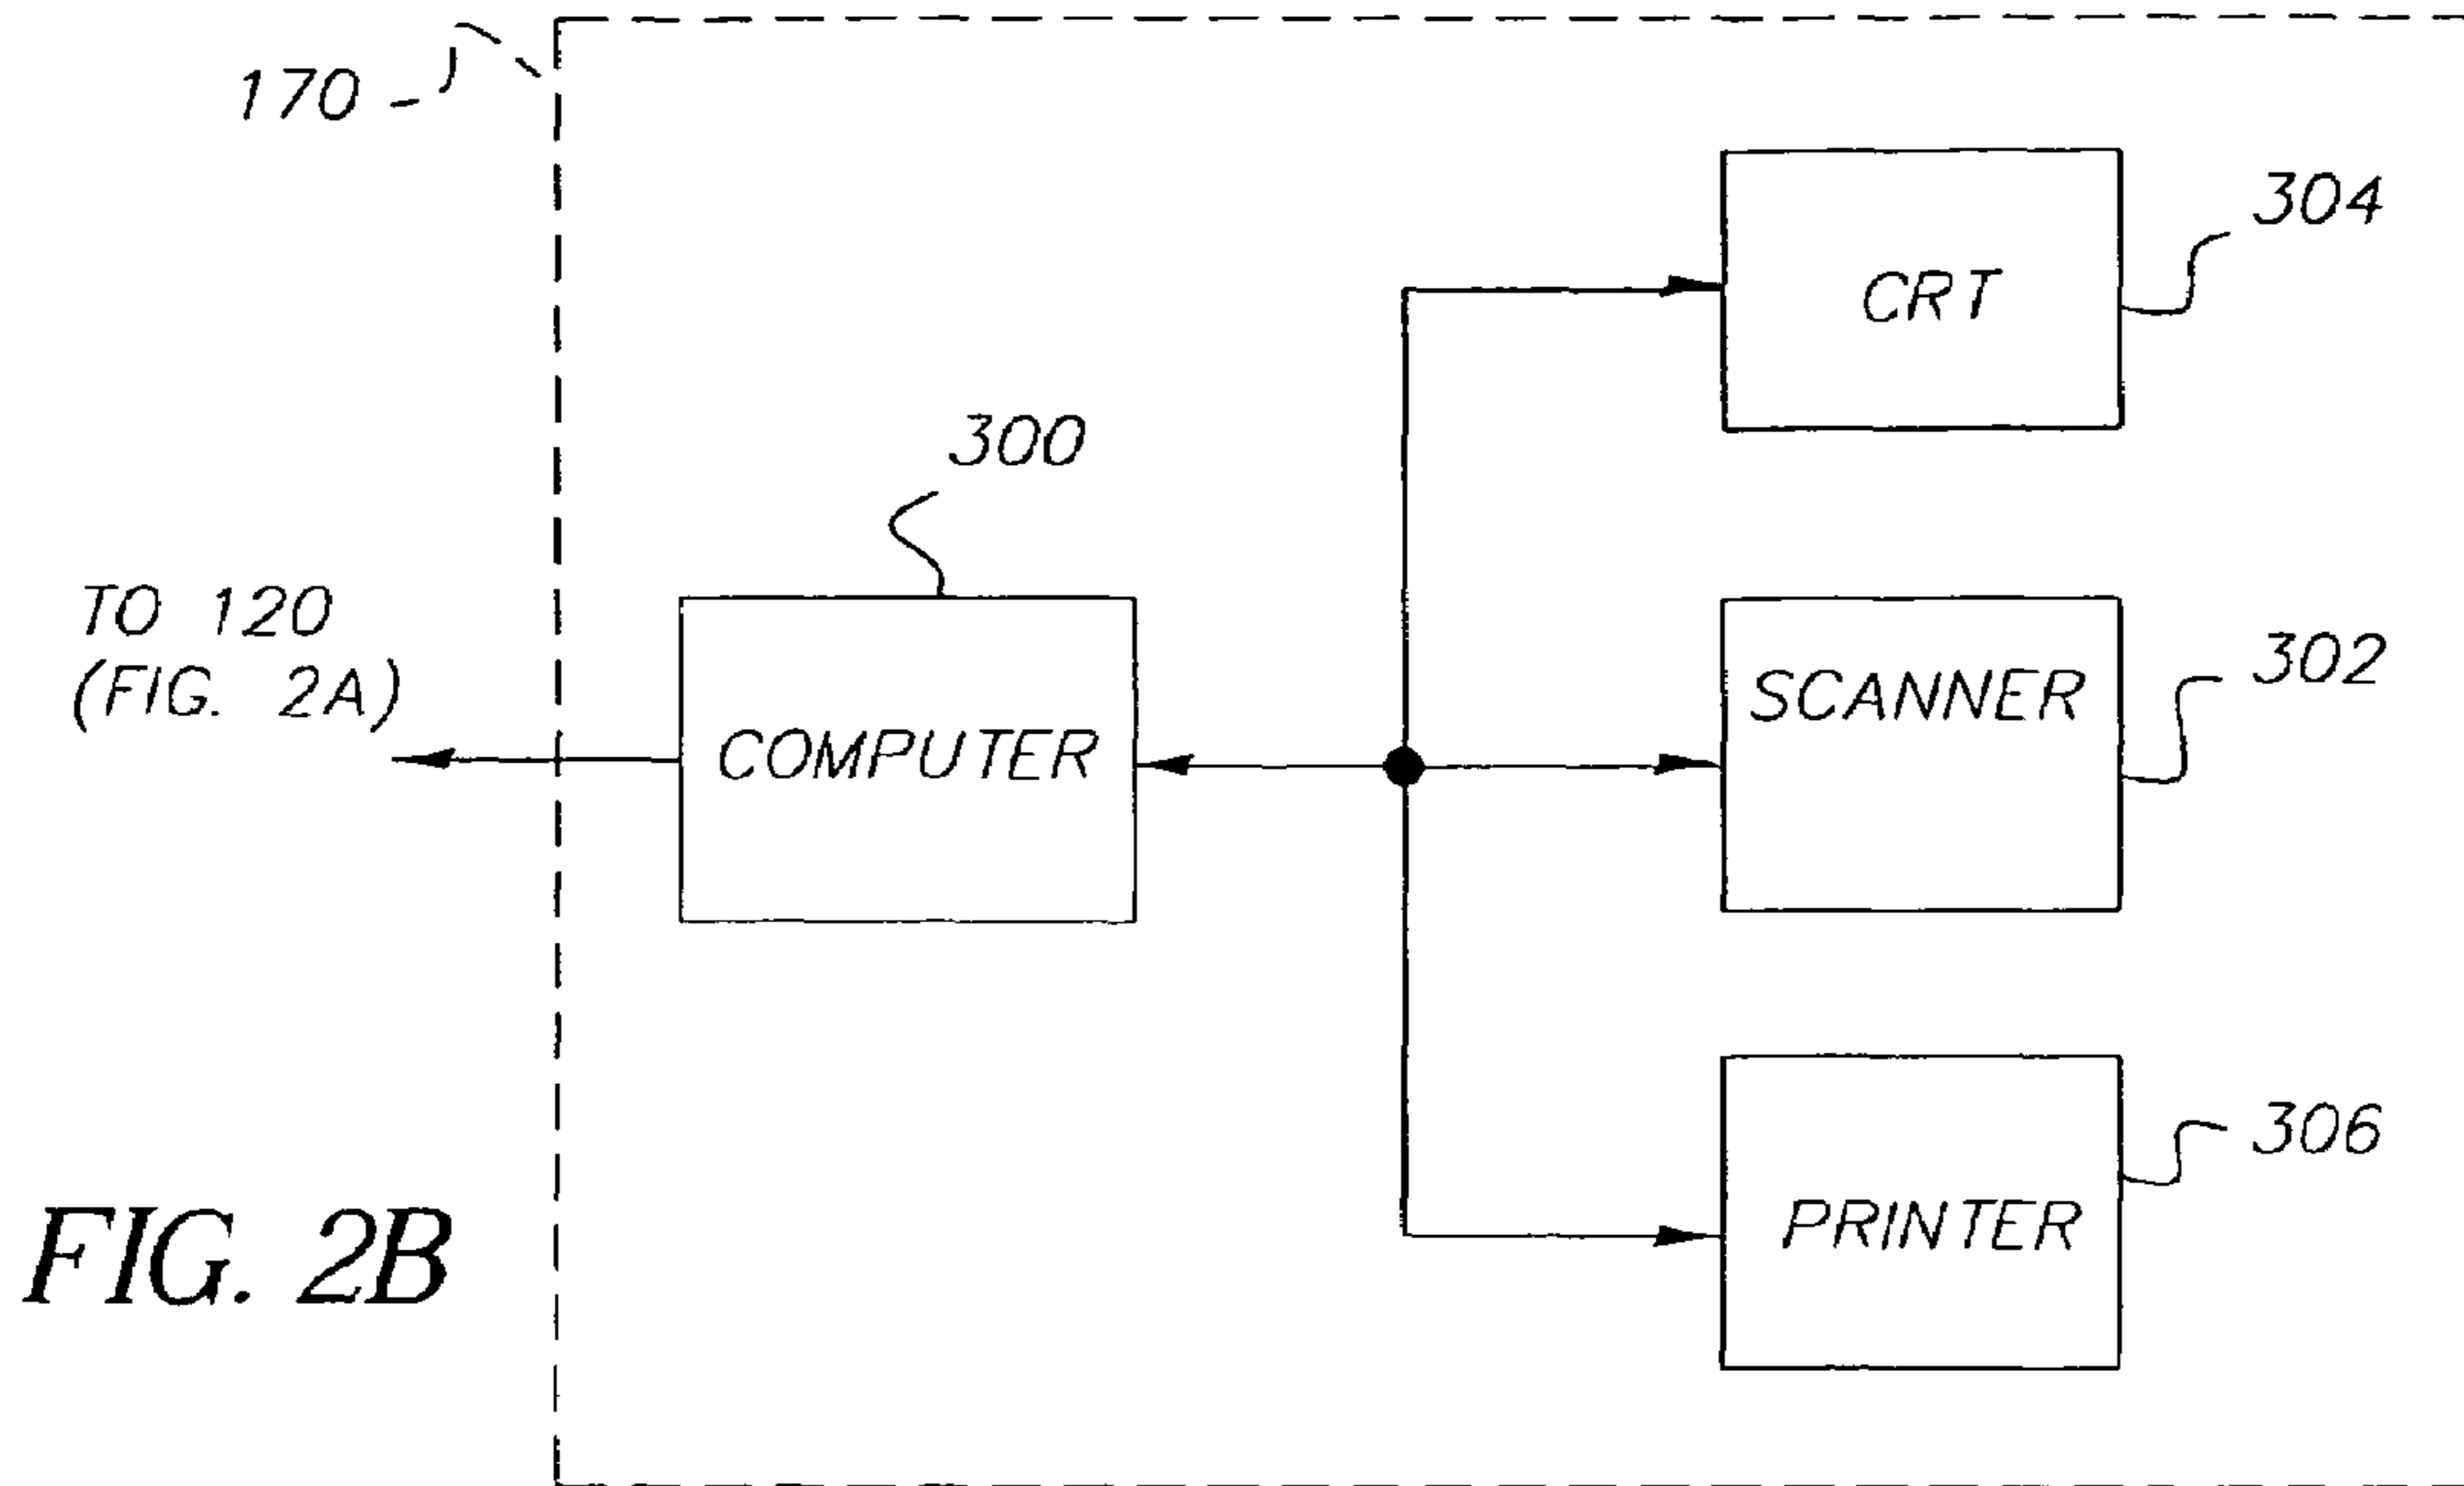 170
304
CRT
300
TO 120
(FIG. 2A)
COMPUTER
SCANNER
302
306
PRINTER
FIG. 2B